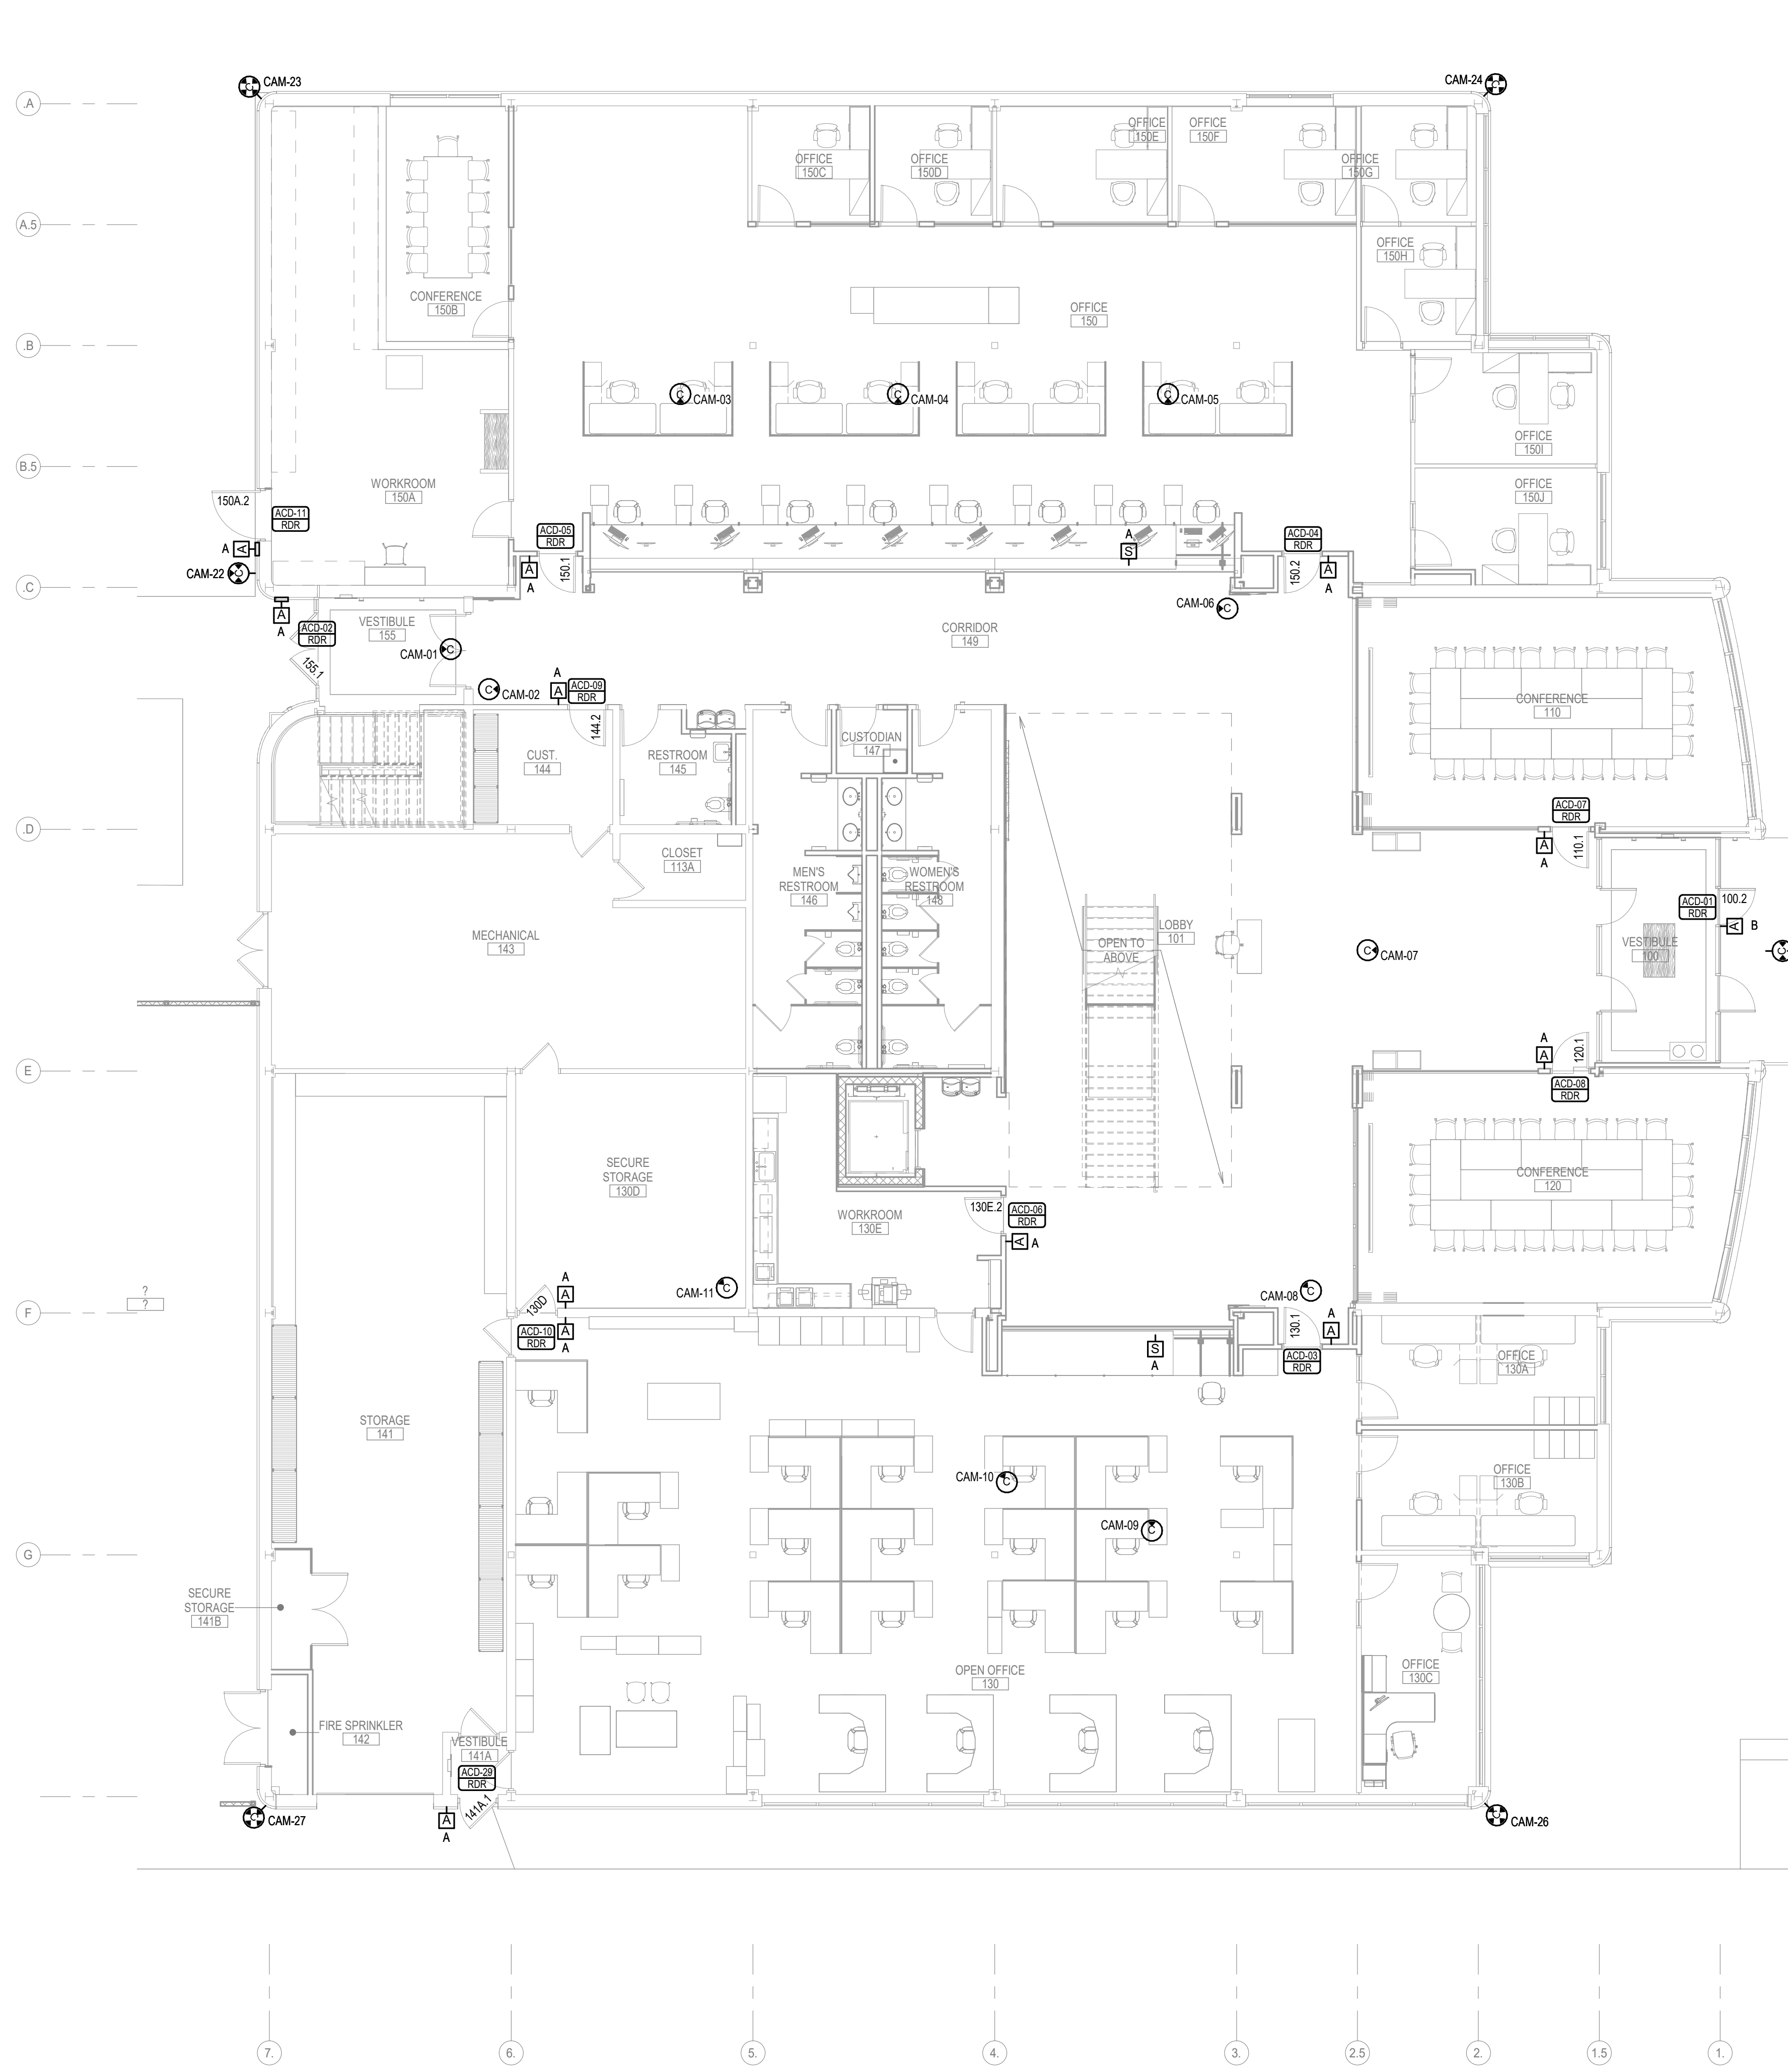 CAM-23
CAM-24
.A
OFFICE
150C
OFFICE
150D
OFFICE
150E
OFFICE
150F
OFFICE
150G
A.5
OFFICE
150H
CONFERENCE
150B
OFFICE
150
.B
C
CAM-03
C
CAM-04
C
CAM-05
OFFICE
150I
B.5
WORKROOM
150A
OFFICE
150J
150A.2
ACD-11
RDR
ACD-05
RDR
150.1
A
A
A
S
ACD-04
RDR
150.2
A
A
A
A
CAM-22
C
.C
A
A
ACD-02
RDR
155.1
VESTIBULE
155
CAM-01
C
CAM-06
C
CORRIDOR
149
C
CAM-02
A
A
ACD-09
RDR
144.2
CONFERENCE
110
CUST.
144
RESTROOM
145
CUSTODIAN
147
.D
ACD-07
RDR
110.1
A
A
CLOSET
113A
MEN'S
RESTROOM
146
WOMEN'S
RESTROOM
148
MECHANICAL
143
LOBBY
101
OPEN TO
ABOVE
C
CAM-07
ACD-01
RDR
100.2
A
B
VESTIBULE
100
C
A
A
120.1
E
ACD-08
RDR
SECURE
STORAGE
130D
CONFERENCE
120
WORKROOM
130E
130E.2
ACD-06
RDR
A
A
?
?
CAM-11
C
CAM-08
C
A
A
130D
ACD-10
RDR
A
A
F
130.1
A
A
ACD-03
RDR
S
A
OFFICE
130A
STORAGE
141
OFFICE
130B
CAM-10
C
CAM-09
C
G
SECURE
STORAGE
141B
OPEN OFFICE
130
OFFICE
130C
FIRE SPRINKLER
142
VESTIBULE
141A
ACD-29
RDR
141A.1
A
A
C
CAM-27
C
CAM-26
7.
6.
5.
4.
3.
2.5
2.
1.5
1.